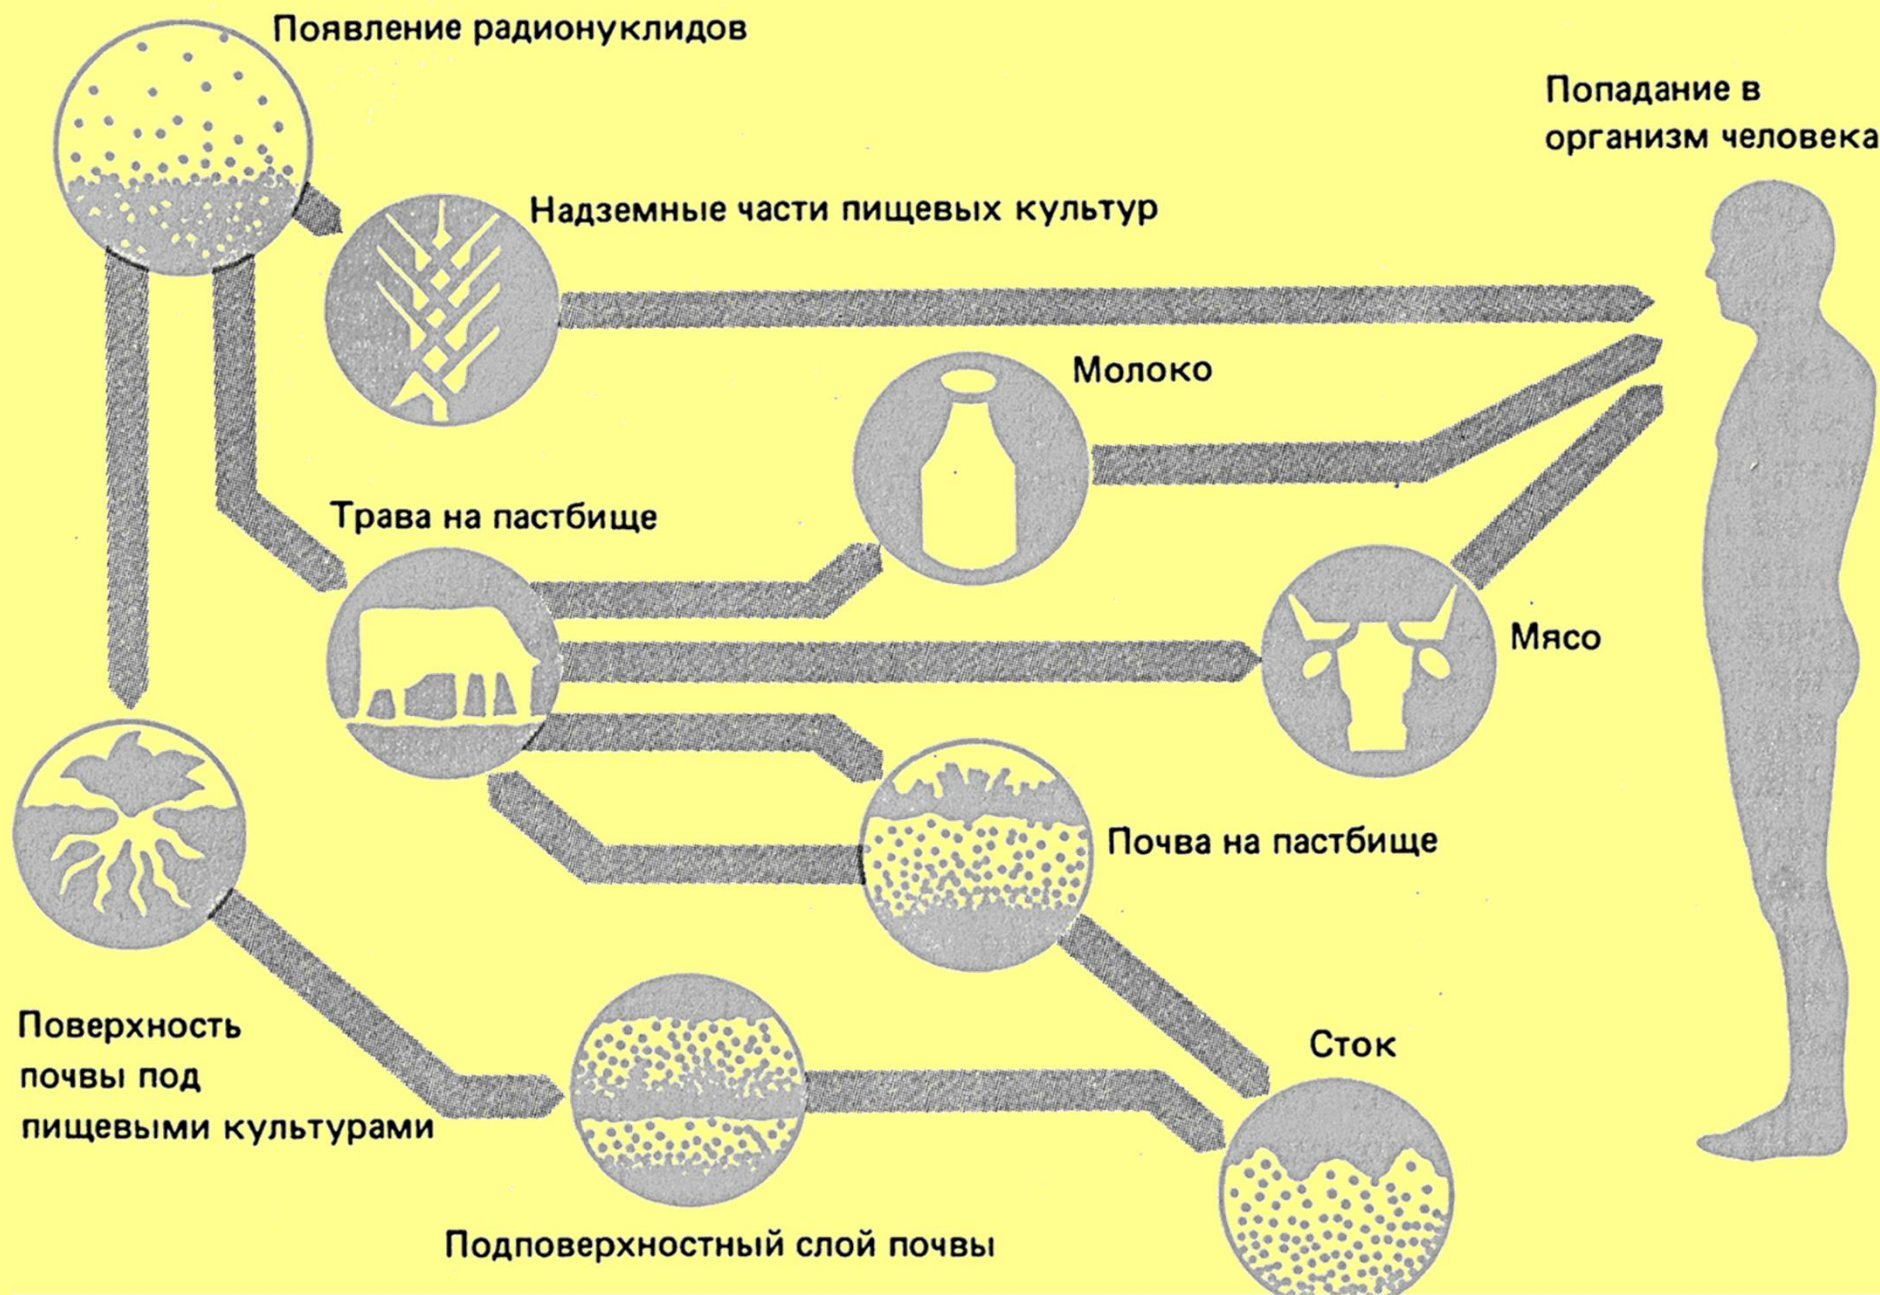 Появление радионуклидов
Попадание в
организм человека
Надземные части пищевых культур
Молоко
Трава на пастбище
Мясо
Почва на пастбище
Поверхность
почвы под
пищевыми культурами
Сток
Подповерхностный слой почвы